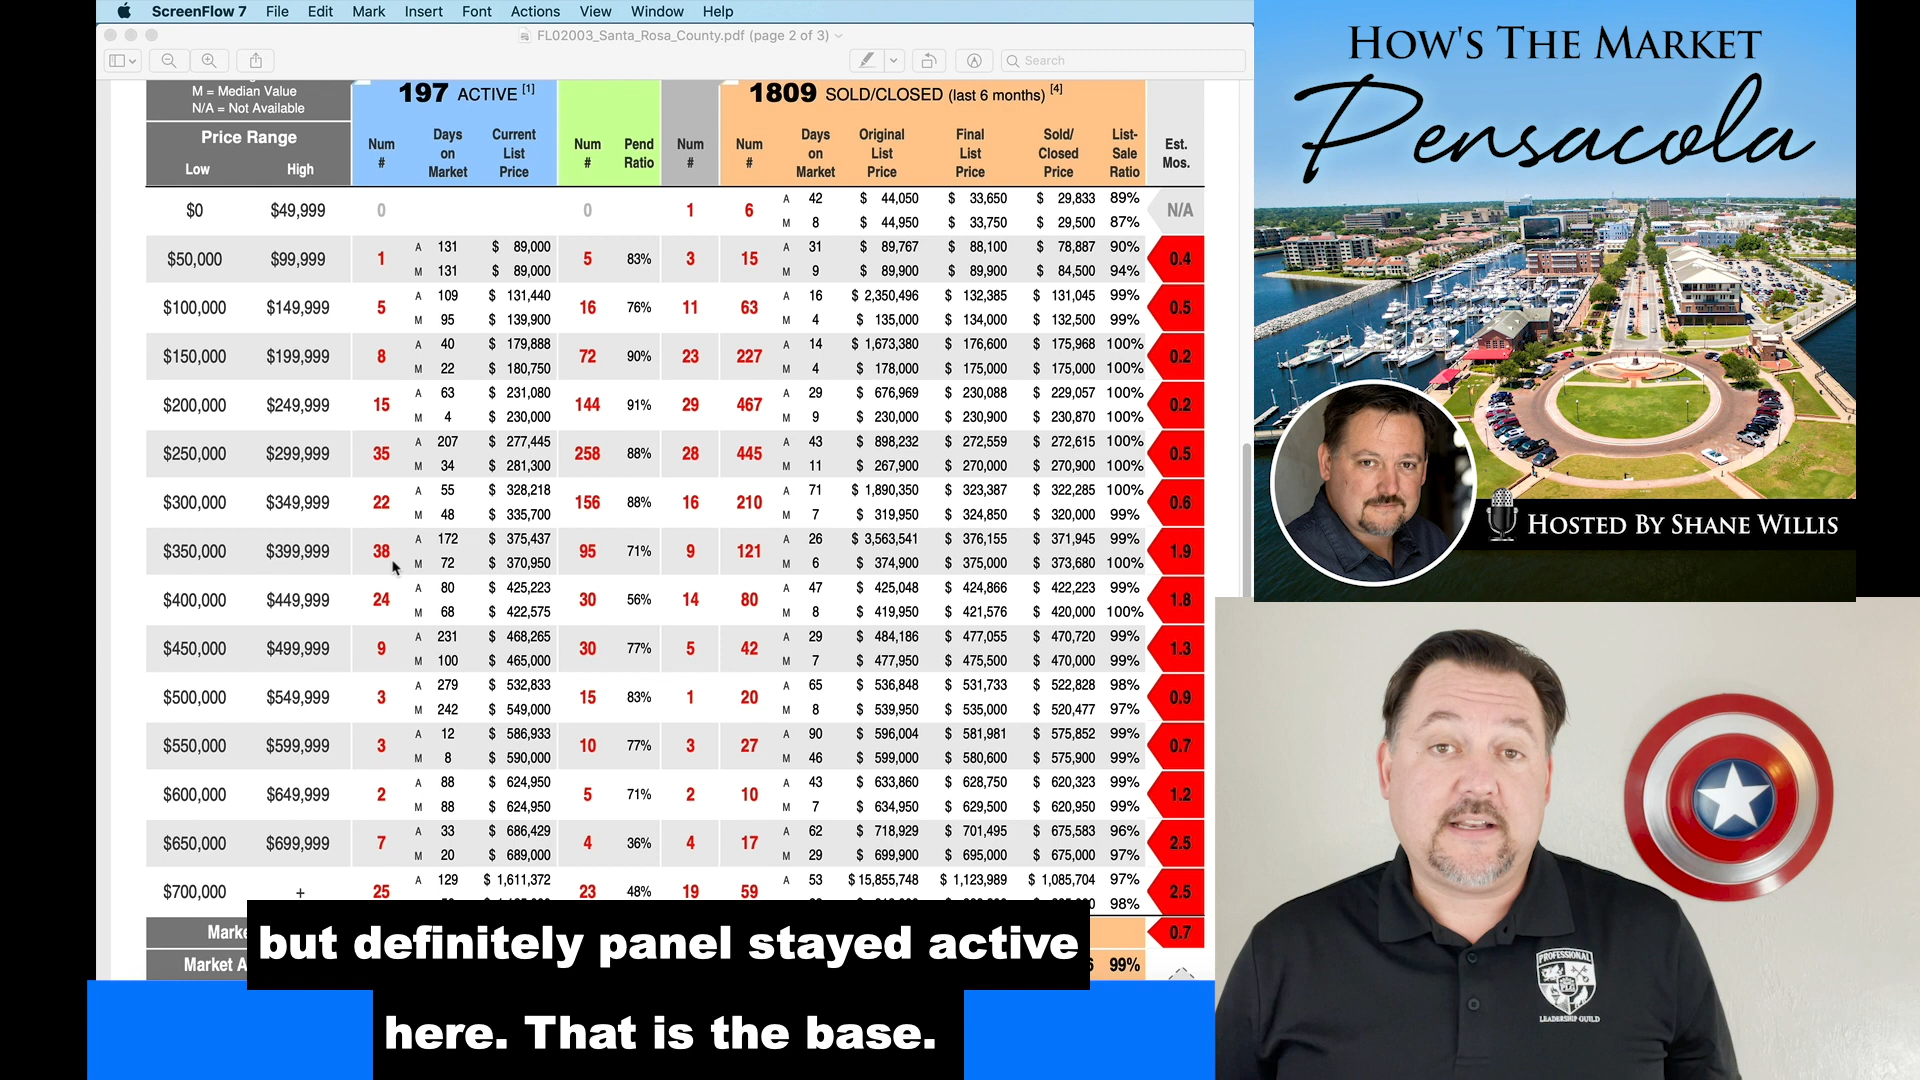 ScreenFlow 7 File Edit Mark Insert Font Actions View Window Help
FL02003_Santa_Rosa_County.pdf (page 2 of 3)
Search
M = Median Value
N/A = Not Available
197 ACTIVE [1]
1809 SOLD/CLOSED (last 6 months) [4]
Price Range
Low High
Num # Days on Market Current List Price Num # Pend Ratio Num # Num # Days on Market Original List Price Final List Price Sold/ Closed Price List- Sale Ratio Est. Mos.
$0 $49,999 0 0 1 6 A 42 $ 44,050 $ 33,650 $ 29,833 89% N/A
M 8 $ 44,950 $ 33,750 $ 29,500 87%
$50,000 $99,999 1 A 131 $ 89,000 5 83% 3 15 A 31 $ 89,767 $ 88,100 $ 78,887 90% 0.4
M 131 $ 89,000 M 9 $ 89,900 $ 89,900 $ 84,500 94%
$100,000 $149,999 5 A 109 $ 131,440 16 76% 11 63 A 16 $ 2,350,496 $ 132,385 $ 131,045 99% 0.5
M 95 $ 139,900 M 4 $ 135,000 $ 134,000 $ 132,500 99%
$150,000 $199,999 8 A 40 $ 179,888 72 90% 23 227 A 14 $ 1,673,380 $ 176,600 $ 175,968 100% 0.2
M 22 $ 180,750 M 4 $ 178,000 $ 175,000 $ 175,000 100%
$200,000 $249,999 15 A 63 $ 231,080 144 91% 29 467 A 29 $ 676,969 $ 230,088 $ 229,057 100% 0.2
M 4 $ 230,000 M 9 $ 230,000 $ 230,900 $ 230,870 100%
$250,000 $299,999 35 A 207 $ 277,445 258 88% 28 445 A 43 $ 898,232 $ 272,559 $ 272,615 100% 0.5
M 34 $ 281,300 M 11 $ 267,900 $ 270,000 $ 270,900 100%
$300,000 $349,999 22 A 55 $ 328,218 156 88% 16 210 A 71 $ 1,890,350 $ 323,387 $ 322,285 100% 0.6
M 48 $ 335,700 M 7 $ 319,950 $ 324,850 $ 320,000 99%
$350,000 $399,999 38 A 172 $ 375,437 95 71% 9 121 A 26 $ 3,563,541 $ 376,155 $ 371,945 99% 1.9
M 72 $ 370,950 M 6 $ 374,900 $ 375,000 $ 373,680 100%
$400,000 $449,999 24 A 80 $ 425,223 30 56% 14 80 A 47 $ 425,048 $ 424,866 $ 422,223 99% 1.8
M 68 $ 422,575 M 8 $ 419,950 $ 421,576 $ 420,000 100%
$450,000 $499,999 9 A 231 $ 468,265 30 77% 5 42 A 29 $ 484,186 $ 477,055 $ 470,720 99% 1.3
M 100 $ 465,000 M 7 $ 477,950 $ 475,500 $ 470,000 99%
$500,000 $549,999 3 A 279 $ 532,833 15 83% 1 20 A 65 $ 536,848 $ 531,733 $ 522,828 98% 0.9
M 242 $ 549,000 M 8 $ 539,950 $ 535,000 $ 520,477 97%
$550,000 $599,999 3 A 12 $ 586,933 10 77% 3 27 A 90 $ 596,004 $ 581,981 $ 575,852 99% 0.7
M 8 $ 590,000 M 46 $ 599,000 $ 580,600 $ 575,900 99%
$600,000 $649,999 2 A 88 $ 624,950 5 71% 2 10 A 43 $ 633,860 $ 628,750 $ 620,323 99% 1.2
M 88 $ 624,950 M 7 $ 634,950 $ 629,500 $ 620,950 99%
$650,000 $699,999 7 A 33 $ 686,429 4 36% 4 17 A 62 $ 718,929 $ 701,495 $ 675,583 96% 2.5
M 20 $ 689,000 M 29 $ 699,900 $ 695,000 $ 675,000 97%
$700,000 + 25 A 129 $ 1,611,372 23 48% 19 59 A 53 $ 15,855,748 $ 1,123,989 $ 1,085,704 97% 2.5
98%
Marke 0.7
Market A 99%
but definitely panel stayed active
here. That is the base.
HOW'S THE MARKET
Pensacola
HOSTED BY SHANE WILLIS
PROFESSIONAL
LEADERSHIP GUILD